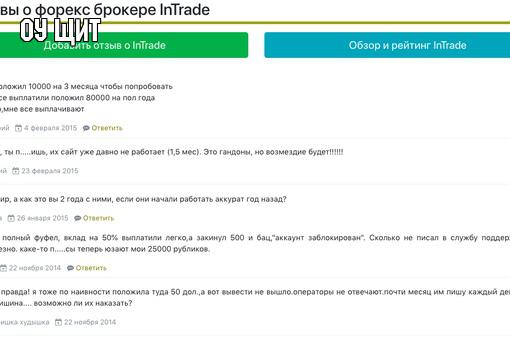 вы о форекс брокере InTrade
ОУ ЩИТ
Добавить отзыв о InTrade
Обзор и рейтинг InTrade
оложил 10000 на 3 месяца чтобы попробовать
се выплатили положил 80000 на пол года
о,мне все выплачивают
ий 4 февраля 2015 Ответить
, ты п.....ишь, их сайт уже давно не работает (1,5 мес). Это гандоны, но возмездие будет!!!!!!
ий 23 февраля 2015
ир, а как это вы 2 года с ними, если они начали работать аккурат год назад?
а 26 января 2015 Ответить
полный фуфел, вклад на 50% выплатили легко,а закинул 500 и бац,"аккаунт заблокирован". Сколько не писал в службу поддер
езно. каке-то п.....сы теперь юзают мои 25000 рубликов.
22 ноября 2014 Ответить
правда! я тоже по наивности положила туда 50 дол.,а вот вывести не вышло.операторы не отвечают.почти месяц им пишу каждый де
ишина.... возможно ли их наказать?
ишка худышка 22 ноября 2014